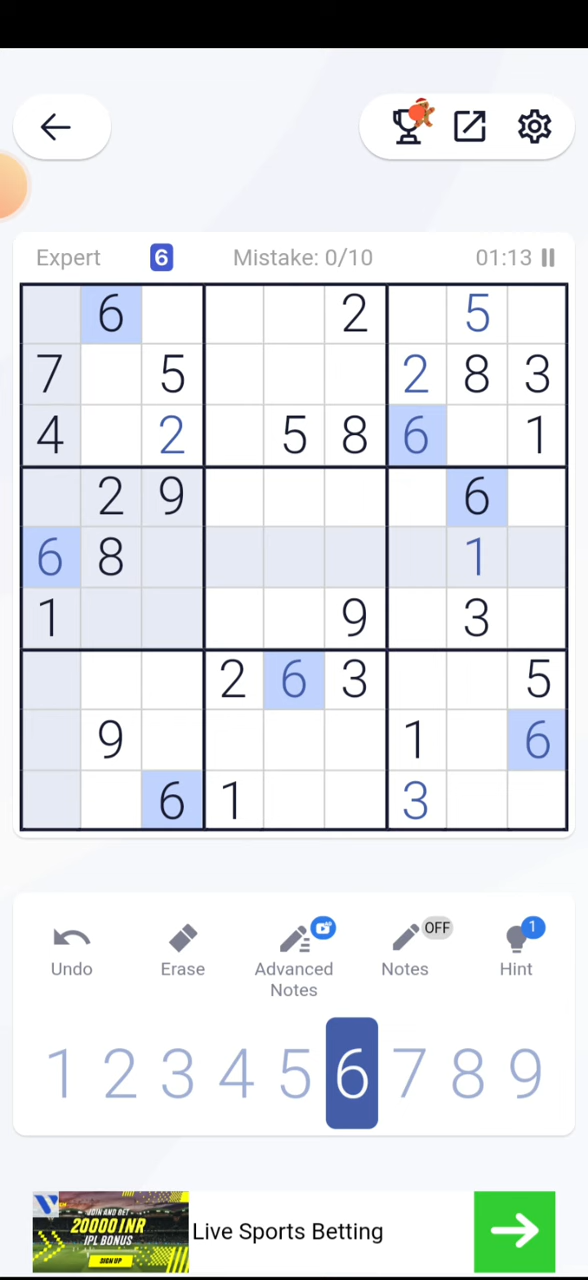 Expert 6 Mistake: 0/10 01:13
6 2 5
7 5 2 8 3
4 2 5 8 6 1
2 9 6
6 8 1
1 9 3
2 6 3 5
9 1 6
6 1 3
OFF 1
Undo Erase Advanced Notes Notes Hint
1 2 3 4 5 6 7 8 9
JOIN AND GET
20000 INR
IPL BONUS
SIGN UP
Live Sports Betting